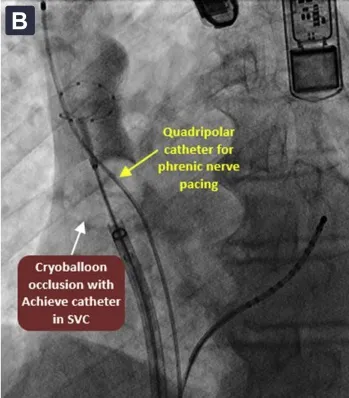 B
Quadripolar
catheter for
phrenic nerve
pacing
Cryoballoon
occlusion with
Achieve catheter
in SVC